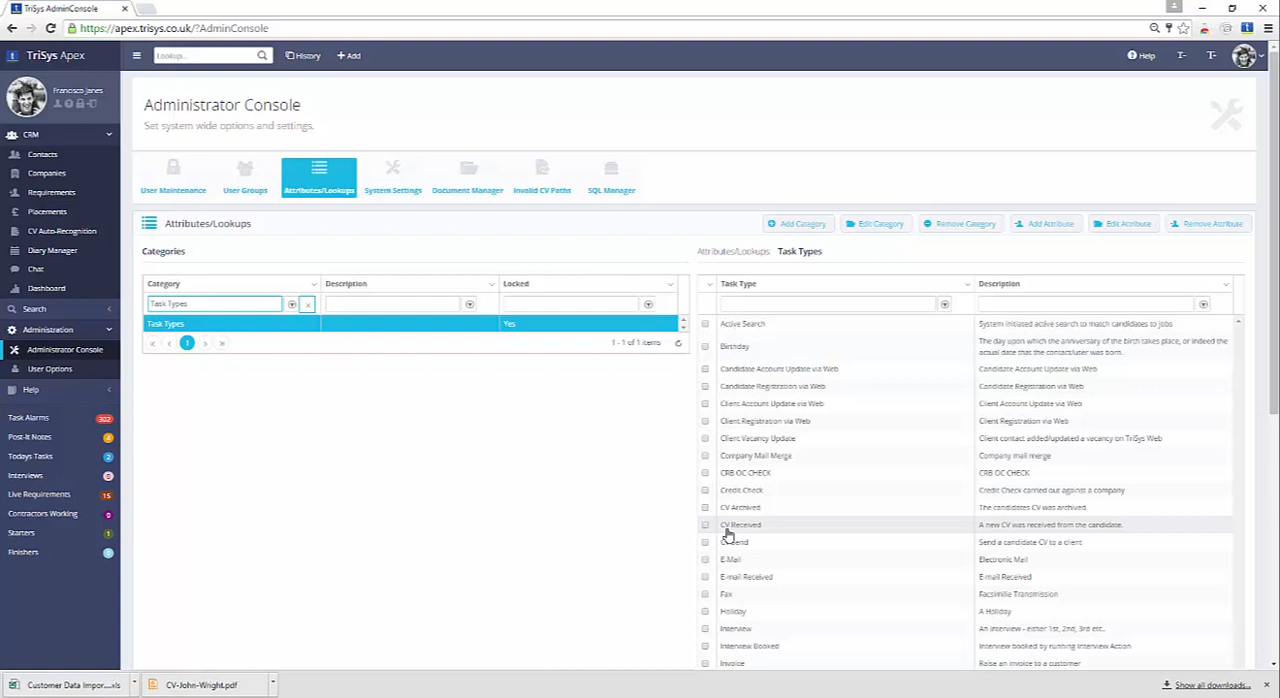 TriSys AdminConsole
https://apex.trisys.co.uk/?AdminConsole
TriSys Apex
Lookup...
History
Add
Help
T-
T-
Francisco Janes
CRM
Contacts
Companies
Requirements
Placements
CV Auto-Recognition
Diary Manager
Chat
Dashboard
Search
Administration
Administrator Console
User Options
Help
Task Alarms 302
Post-It Notes 4
Todays Tasks 2
Interviews 0
Live Requirements 15
Contractors Working 0
Starters 1
Finishers 0
Administrator Console
Set system wide options and settings.
User Maintenance
User Groups
Attributes/Lookups
System Settings
Document Manager
Invalid CV Paths
SQL Manager
Attributes/Lookups
Add Category
Edit Category
Remove Category
Add Attribute
Edit Attribute
Remove Attribute
Categories
Category Description Locked
Task Types
Task Types Yes
1
1 - 1 of 1 items
Attributes/Lookups: Task Types
Task Type Description
Active Search System initiated active search to match candidates to jobs
Birthday The day upon which the anniversary of the birth takes place, or indeed the
actual date that the contact/user was born.
Candidate Account Update via Web Candidate Account Update via Web
Candidate Registration via Web Candidate Registration via Web
Client Account Update via Web Client Account Update via Web
Client Registration via Web Client Registration via Web
Client Vacancy Update Client contact added/updated a vacancy on TriSys Web
Company Mail Merge Company mail merge
CRB OC CHECK CRB OC CHECK
Credit Check Credit Check carried out against a company
CV Archived The candidates CV was archived.
CV Received A new CV was received from the candidate.
Send a candidate CV to a client
E-Mail Electronic Mail
E-mail Received E-mail Received
Fax Facsimilie Transmission
Holiday A Holiday
Interview An interview - either 1st, 2nd, 3rd etc..
Interview Booked Interview booked by running Interview Action
Invoice Raise an invoice to a customer
Customer Data Impor....xls
CV-John-Wright.pdf
Show all downloads...